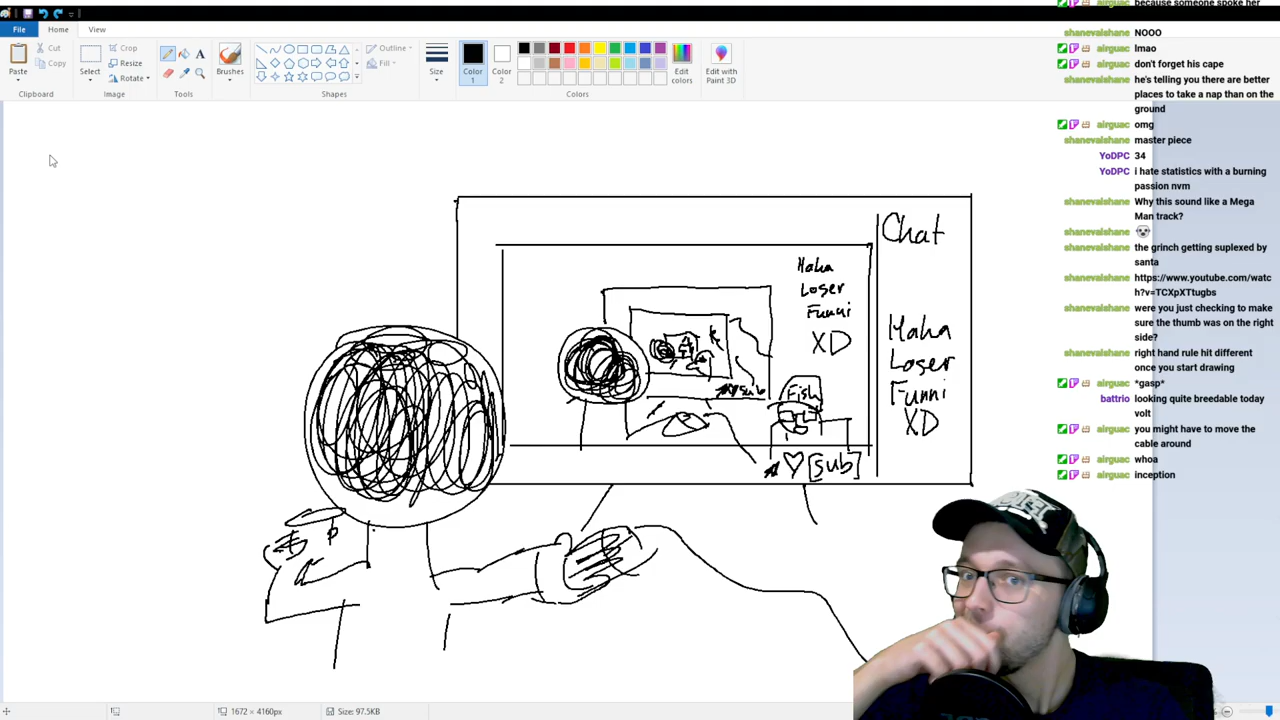 because someone spoke her
shanevalshane NOOO
airguac lmao
airguac don't forget his cape
shanevalshane he's telling you there are better
places to take a nap than on the
ground
airguac omg
shanevalshane master piece
YoDPC 34
YoDPC i hate statistics with a burning
passion nvm
shanevalshane Why this sound like a Mega
Man track?
shanevalshane
shanevalshane the grinch getting suplexed by
santa
shanevalshane https://www.youtube.com/watc
h?v=TCXpXTtugbs
shanevalshane were you just checking to make
sure the thumb was on the right
side?
shanevalshane right hand rule hit different
once you start drawing
airguac *gasp*
battrio looking quite breedable today
volt
airguac you might have to move the
cable around
airguac whoa
airguac inception
File Home View
Paste
Cut
Copy
Clipboard
Select
Crop
Resize
Rotate
Image
Tools
Brushes
Outline
Fill
Shapes
Size
Color
1
Color
2
Edit
colors
Colors
Edit with
Paint 3D
Chat
Haha
Loser
Funni
XD
Haha
Loser
Funni
XD
sub
Fish
[sub]
1672 × 4160px
Size: 97.5KB